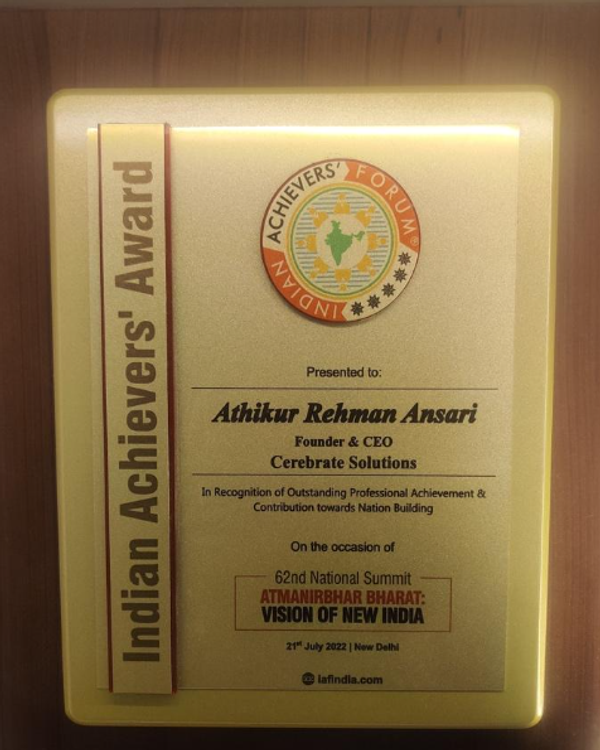 Indian Achievers' Award
INDIAN ACHIEVERS' FORUM®
Presented to:
Athikur Rehman Ansari
Founder & CEO
Cerebrate Solutions
In Recognition of Outstanding Professional Achievement &
Contribution towards Nation Building
On the occasion of
62nd National Summit
ATMANIRBHAR BHARAT:
VISION OF NEW INDIA
21st July 2022 | New Delhi
iafindia.com